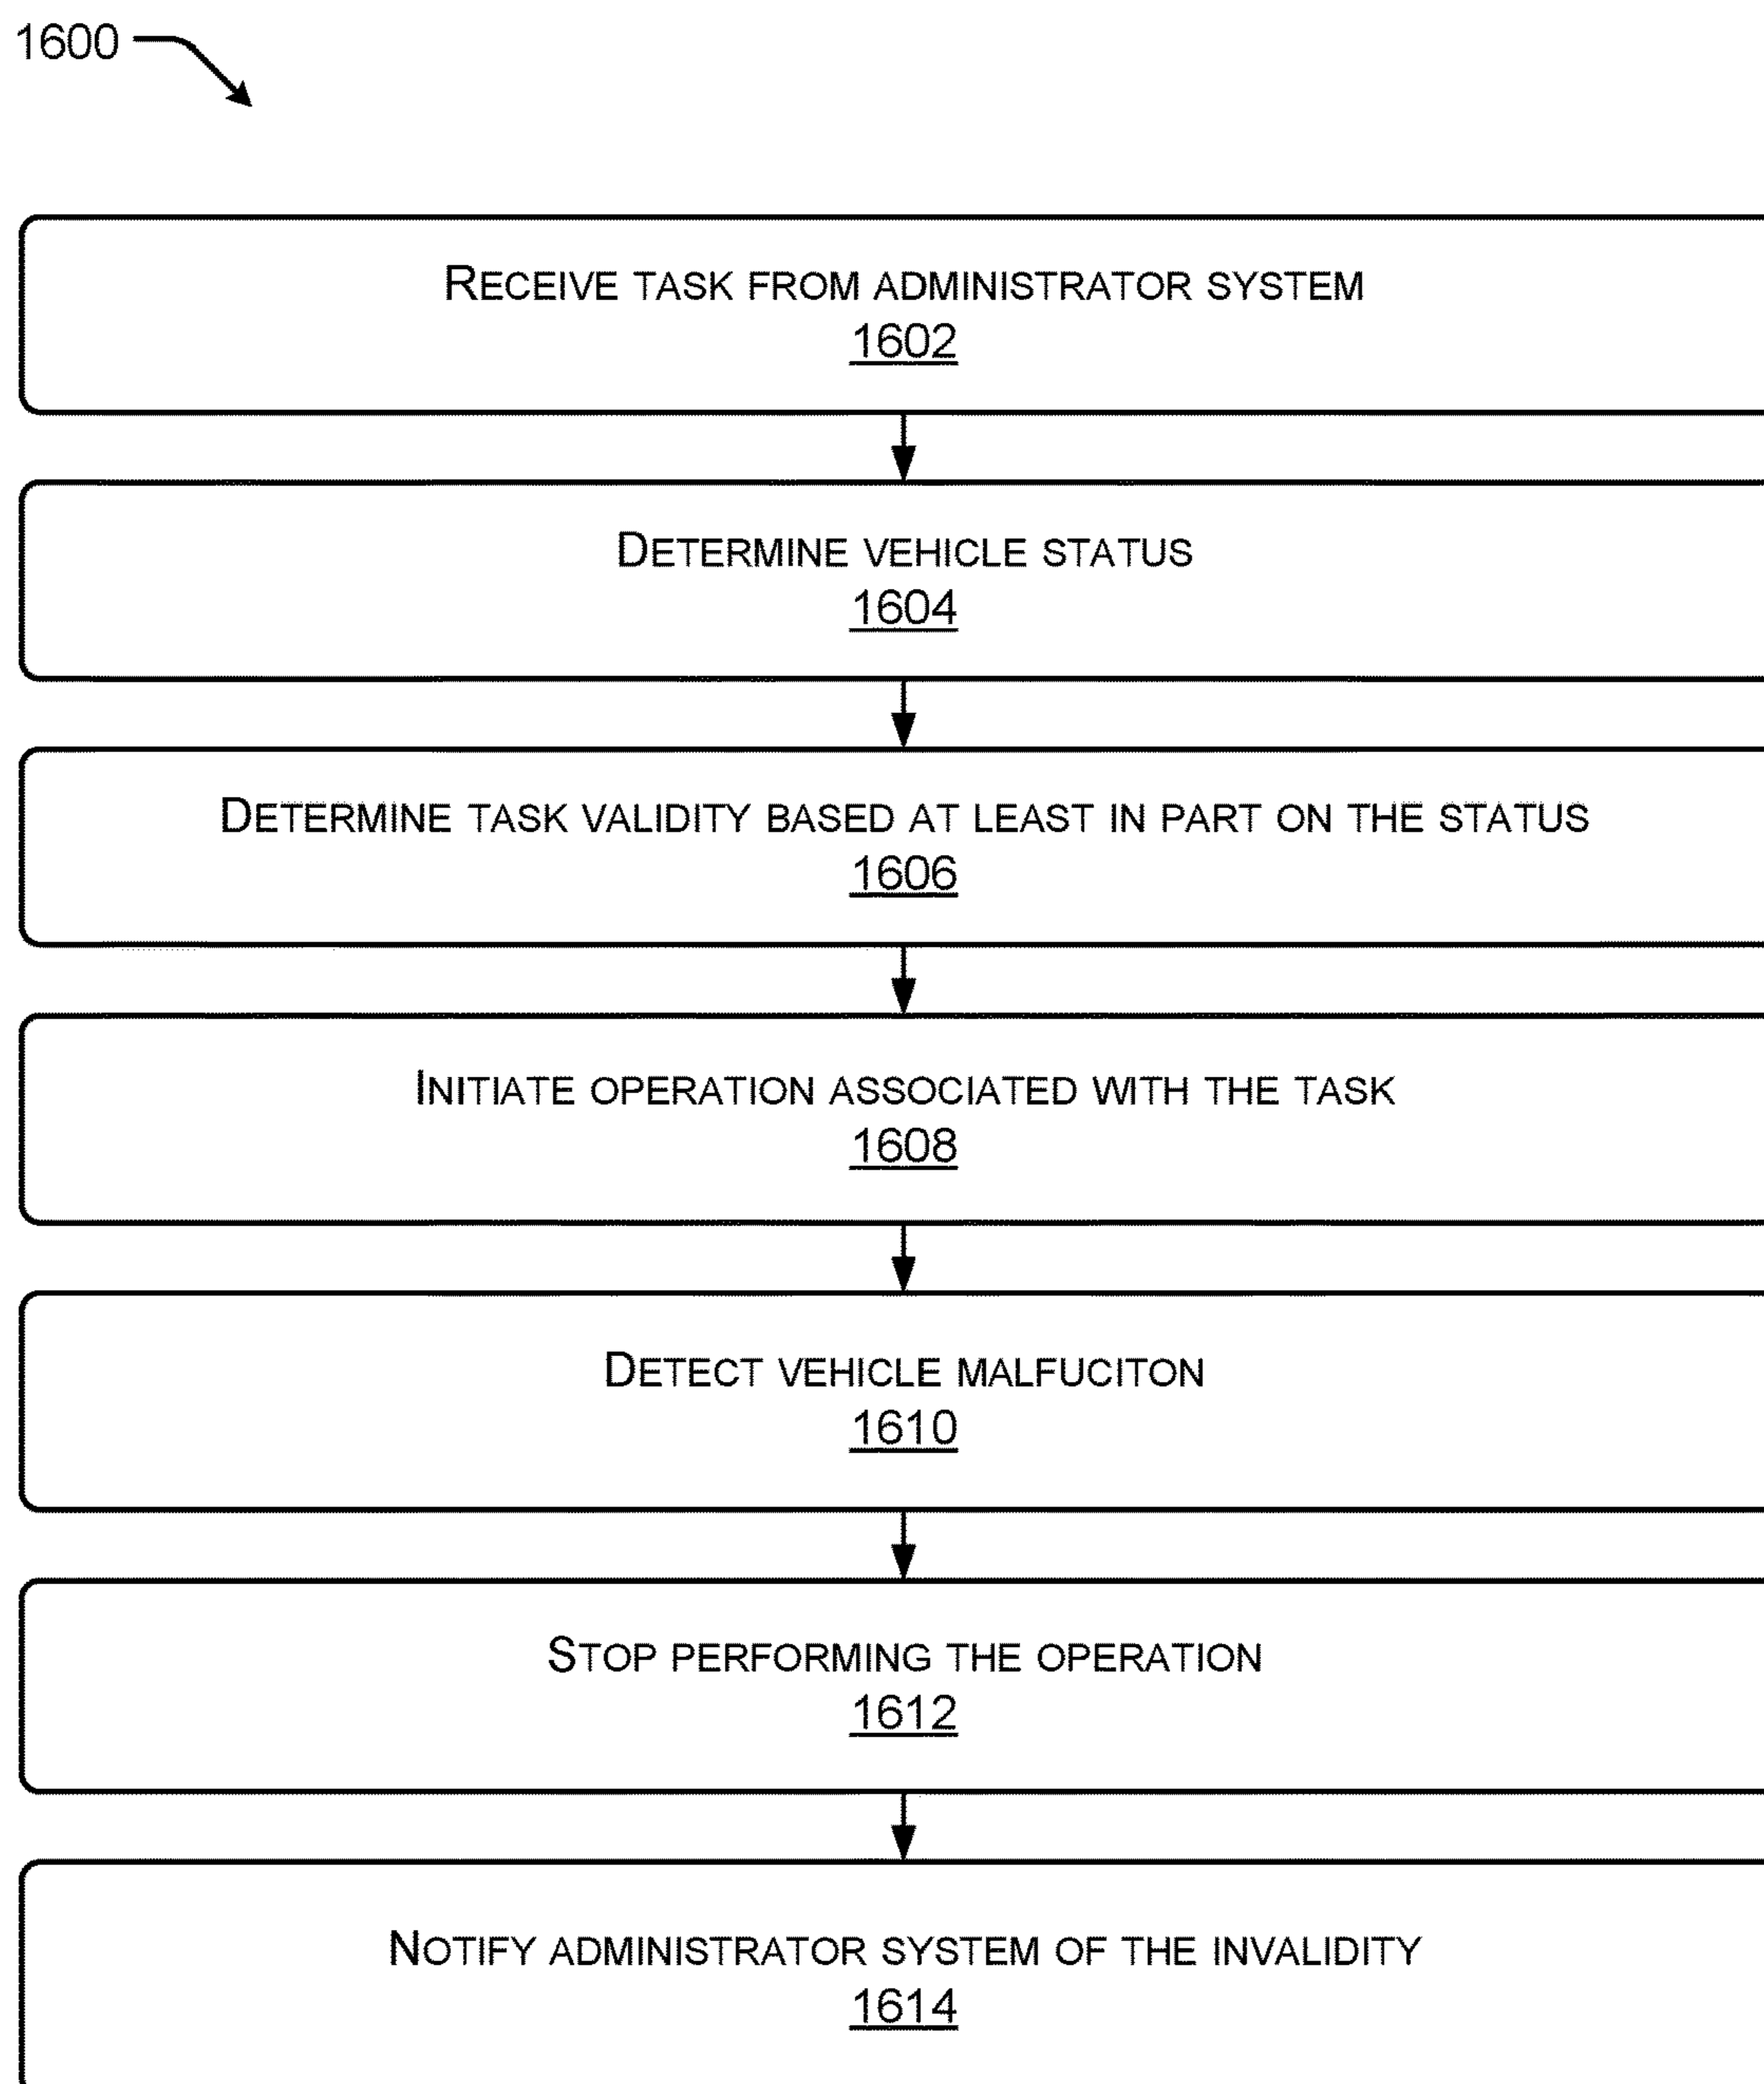 1600
RECEIVE TASK FROM ADMINISTRATOR SYSTEM
1602
DETERMINE VEHICLE STATUS
1604
DETERMINE TASK VALIDITY BASED AT LEAST IN PART ON THE STATUS
1606
INITIATE OPERATION ASSOCIATED WITH THE TASK
1608
DETECT VEHICLE MALFUCITON
1610
STOP PERFORMING THE OPERATION
1612
NOTIFY ADMINISTRATOR SYSTEM OF THE INVALIDITY
1614